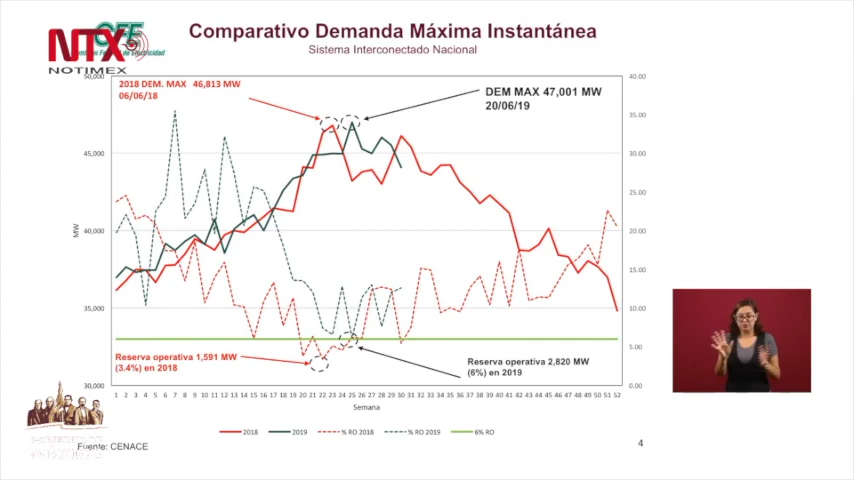 Comparativo Demanda Máxima Instantánea
Sistema Interconectado Nacional
NTX
CFE
NOTIMEX
50,000
45,000
40,000
35,000
30,000
MW
40.00
35.00
30.00
25.00
20.00
15.00
10.00
5.00
0.00
2018 DEM. MAX 46,813 MW
06/06/18
DEM MAX 47,001 MW
20/06/19
Reserva operativa 1,591 MW
(3.4%) en 2018
Reserva operativa 2,820 MW
(6%) en 2019
1 2 3 4 5 6 7 8 9 10 11 12 13 14 15 16 17 18 19 20 21 22 23 24 25 26 27 28 29 30 31 32 33 34 35 36 37 38 39 40 41 42 43 44 45 46 47 48 49 50 51 52
Semana
2018 2019 % RO 2018 % RO 2019 6% RO
Fuente: CENACE
4